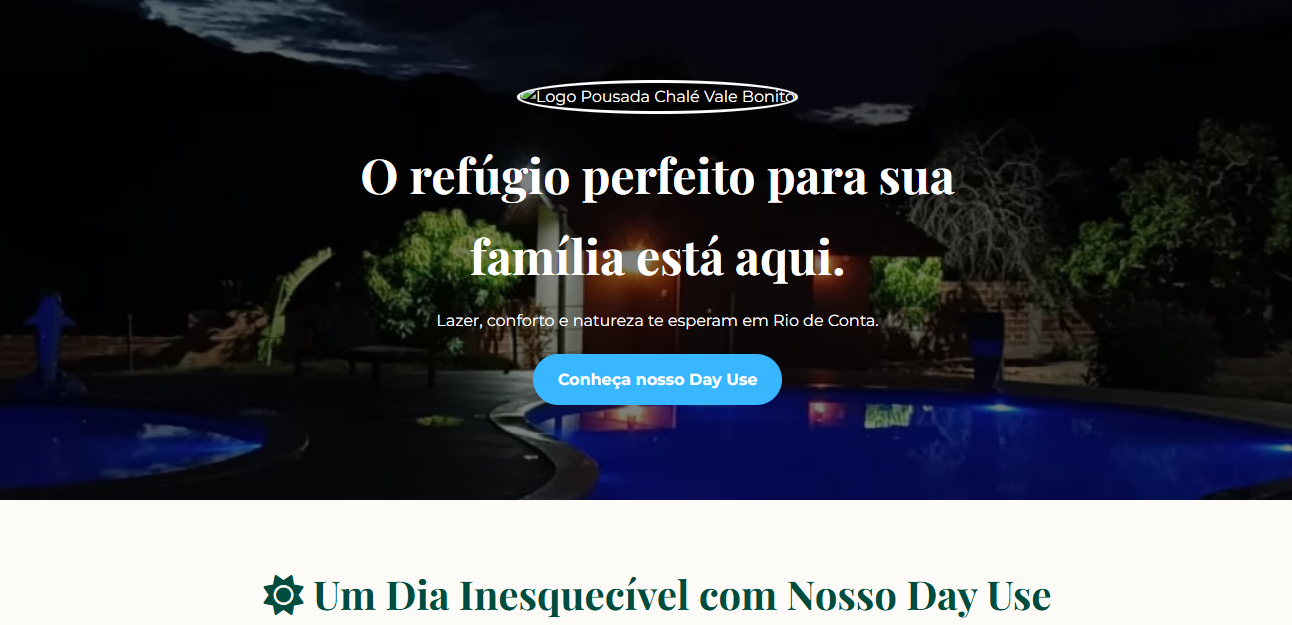 Logo Pousada Chalé Vale Bonito
O refúgio perfeito para sua
família está aqui.
Lazer, conforto e natureza te esperam em Rio de Conta.
Conheça nosso Day Use
Um Dia Inesquecível com Nosso Day Use